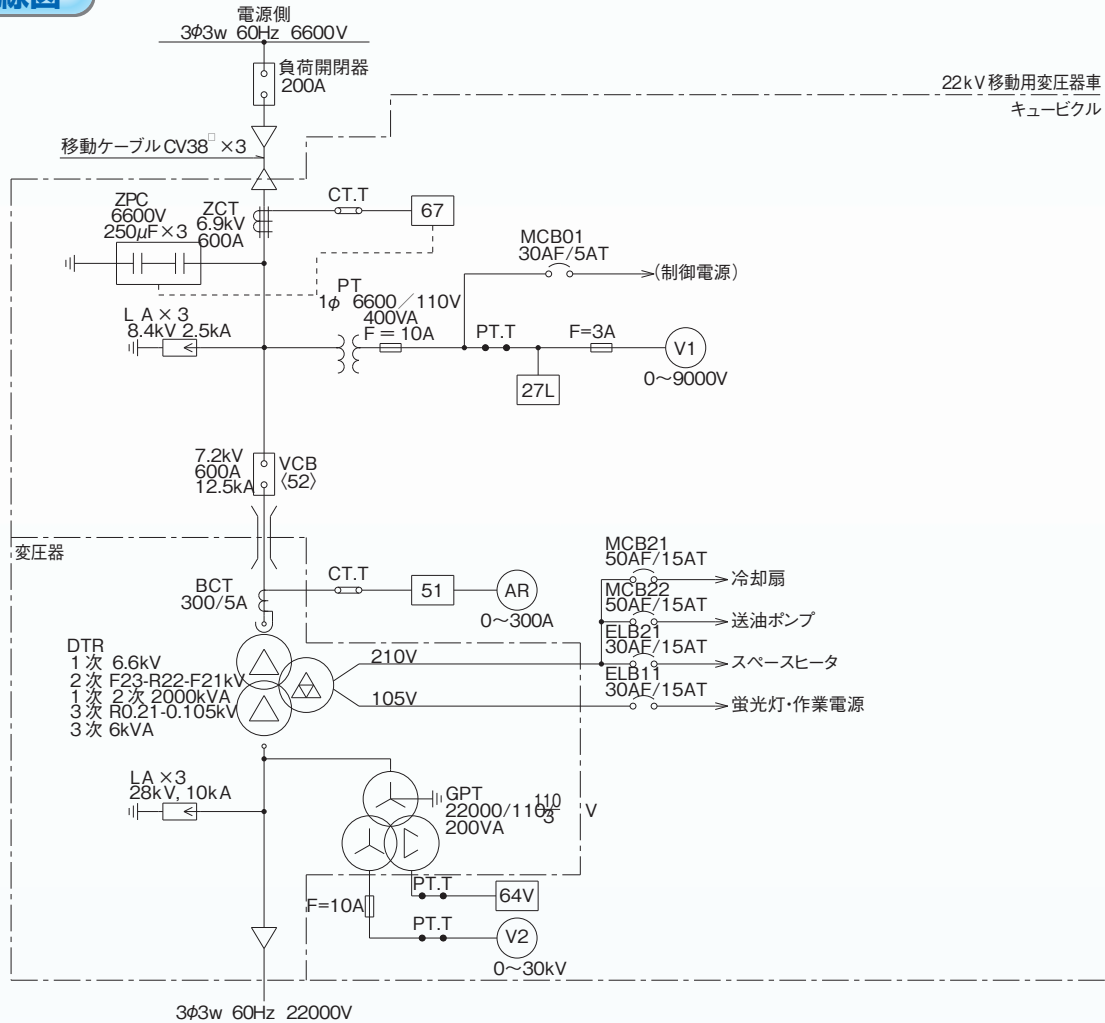 線図
電源側
3φ3w 60Hz 6600V
負荷開閉器
200A
22kV移動用変圧器車
キュービクル
移動ケーブルCV38□ ×3
ZPC
6600V
250μF×3
ZCT
6.9kV
600A
CT.T
67
MCB01
30AF/5AT
(制御電源)
PT
1φ 6600/110V
400VA
F = 10A
PT.T
F=3A
V1
0〜9000V
27L
L A×3
8.4kV 2.5kA
7.2kV
600A
12.5kA
VCB
〈52〉
変圧器
BCT
300/5A
CT.T
51
AR
0〜300A
MCB21
50AF/15AT
冷却扇
MCB22
50AF/15AT
送油ポンプ
ELB21
30AF/15AT
スペースヒータ
ELB11
30AF/15AT
蛍光灯・作業電源
210V
105V
DTR
1次 6.6kV
2次 F23-R22-F21kV
1次 2次 2000kVA
3次 R0.21-0.105kV
3次 6kVA
LA×3
28kV, 10kA
GPT
22000/110/ 110/3 V
200VA
PT.T
64V
F=10A
PT.T
V2
0〜30kV
3φ3w 60Hz 22000V